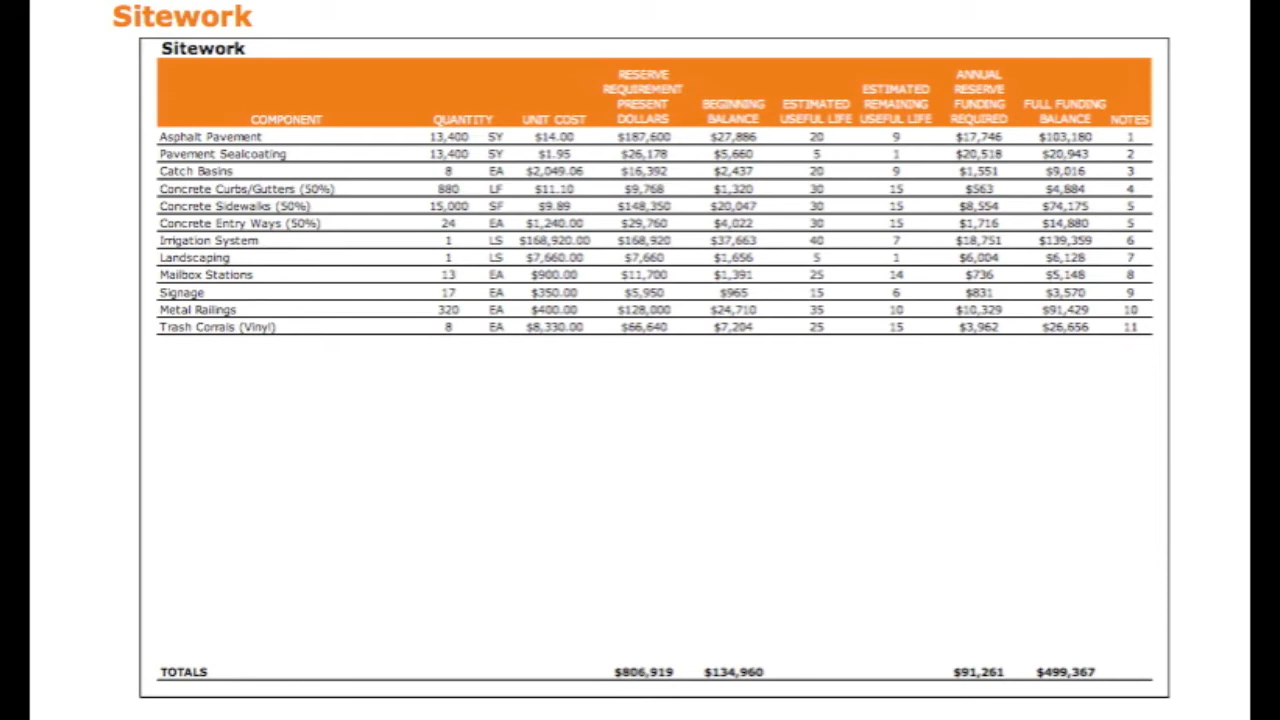 Sitework
Sitework
COMPONENT QUANTITY UNIT COST RESERVE REQUIREMENT PRESENT DOLLARS BEGINNING BALANCE ESTIMATED USEFUL LIFE ESTIMATED REMAINING USEFUL LIFE ANNUAL RESERVE FUNDING REQUIRED FULL FUNDING BALANCE NOTES
Asphalt Pavement 13,400 SY $14.00 $187,600 $27,886 20 9 $17,746 $103,180 1
Pavement Sealcoating 13,400 SY $1.95 $26,178 $5,660 5 1 $20,518 $20,943 2
Catch Basins 8 EA $2,049.06 $16,392 $2,437 20 9 $1,551 $9,016 3
Concrete Curbs/Gutters (50%) 880 LF $11.10 $9,768 $1,320 30 15 $563 $4,884 4
Concrete Sidewalks (50%) 15,000 SF $9.89 $148,350 $20,047 30 15 $8,554 $74,175 5
Concrete Entry Ways (50%) 24 EA $1,240.00 $29,760 $4,022 30 15 $1,716 $14,880 5
Irrigation System 1 LS $168,920.00 $168,920 $37,663 40 7 $18,751 $139,359 6
Landscaping 1 LS $7,660.00 $7,660 $1,656 5 1 $6,004 $6,128 7
Mailbox Stations 13 EA $900.00 $11,700 $1,391 25 14 $736 $5,148 8
Signage 17 EA $350.00 $5,950 $965 15 6 $831 $3,570 9
Metal Railings 320 EA $400.00 $128,000 $24,710 35 10 $10,329 $91,429 10
Trash Corrals (Vinyl) 8 EA $8,330.00 $66,640 $7,204 25 15 $3,962 $26,656 11
TOTALS $806,919 $134,960 $91,261 $499,367